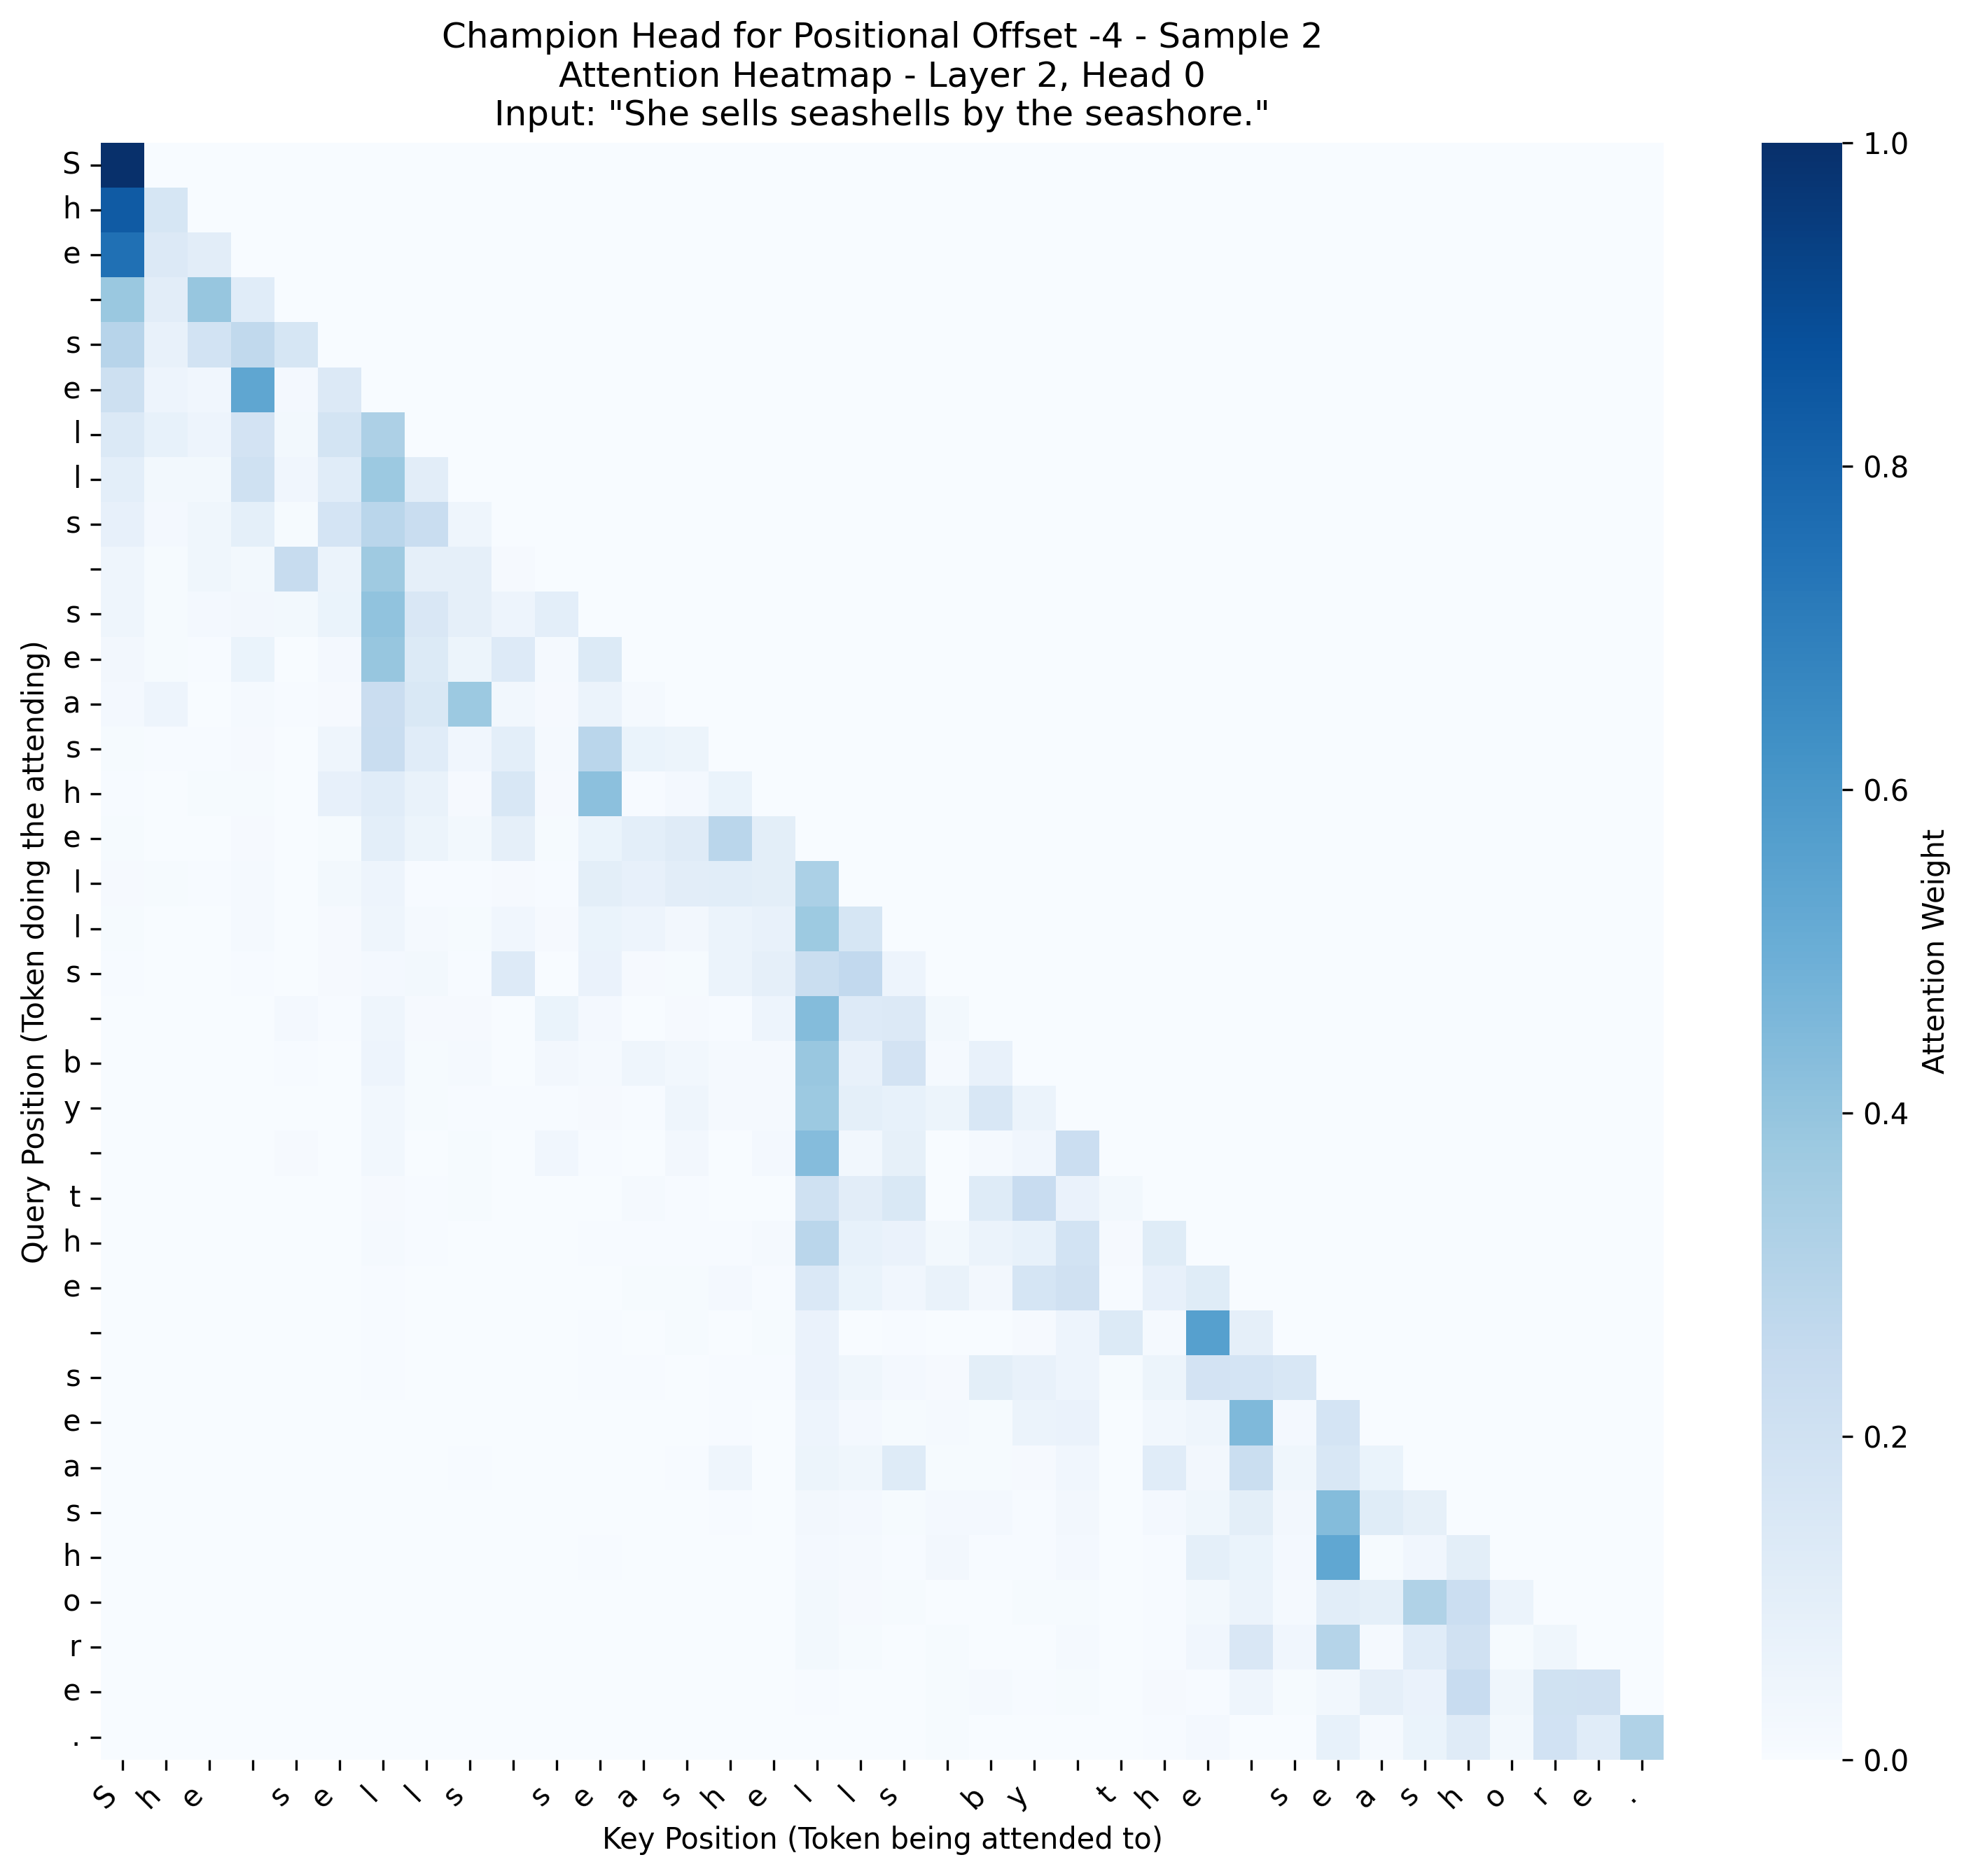 Champion Head for Positional Offset -4 - Sample 2
Attention Heatmap - Layer 2, Head 0
Input: "She sells seashells by the seashore."
Query Position (Token doing the attending)
S
h
e
s
e
l
l
s
s
e
a
s
h
e
l
l
s
b
y
t
h
e
s
e
a
s
h
o
r
e
.
S h e s e l l s s e a s h e l l s b y t h e s e a s h o r e .
Key Position (Token being attended to)
1.0
0.8
0.6
0.4
0.2
0.0
Attention Weight